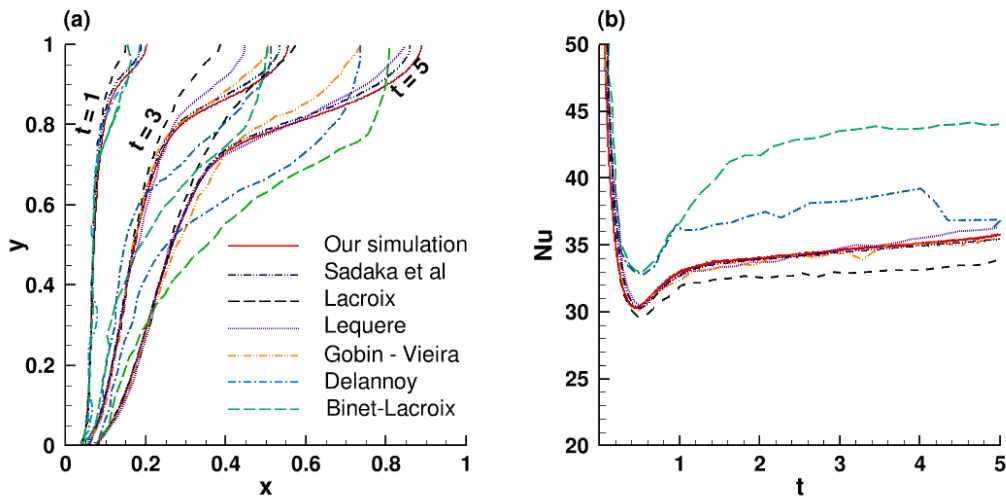 (a)
1
0.8
0.6
0.4
0.2
0
y
t = 1
t = 3
t = 5
Our simulation
Sadaka et al
Lacroix
Lequere
Gobin - Vieira
Delannoy
Binet-Lacroix
0 0.2 0.4 0.6 0.8 1
x
(b)
50
45
40
35
30
25
20
Nu
1 2 3 4 5
t